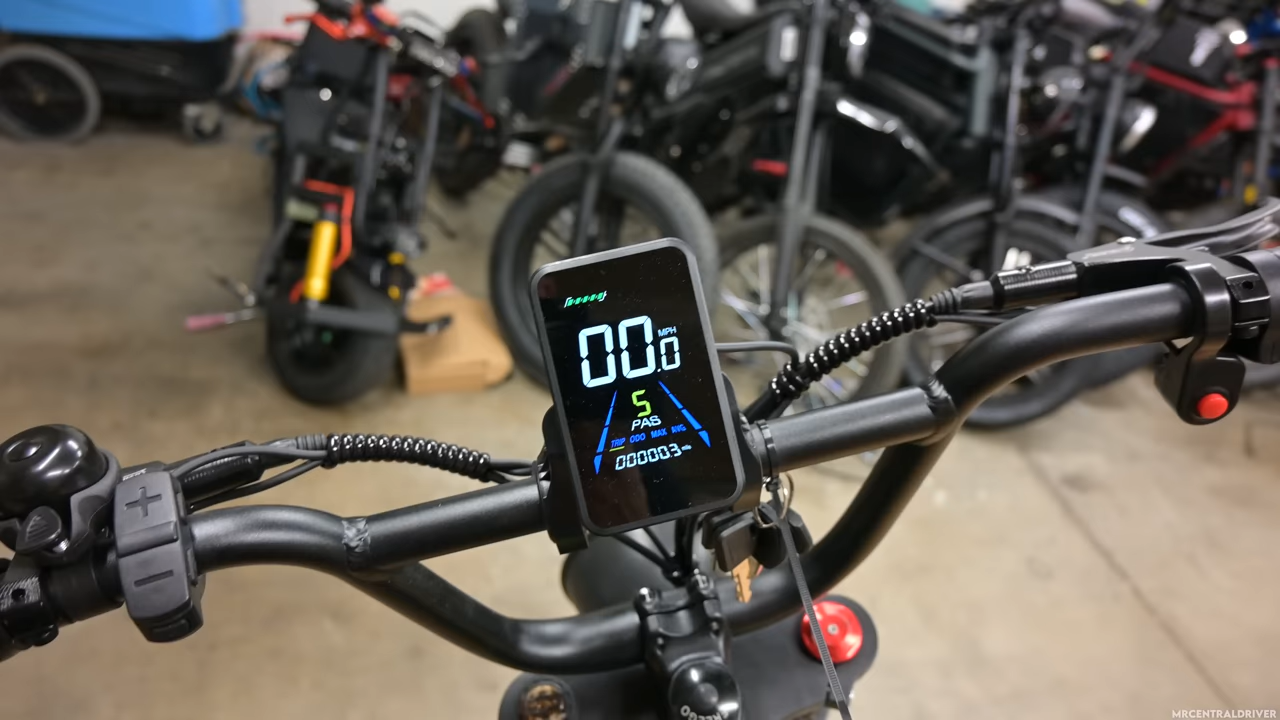 00.0 MPH
5
PAS
TRIP ODO MAX AVG
000003
+
−
MRCENTRALDRIVER